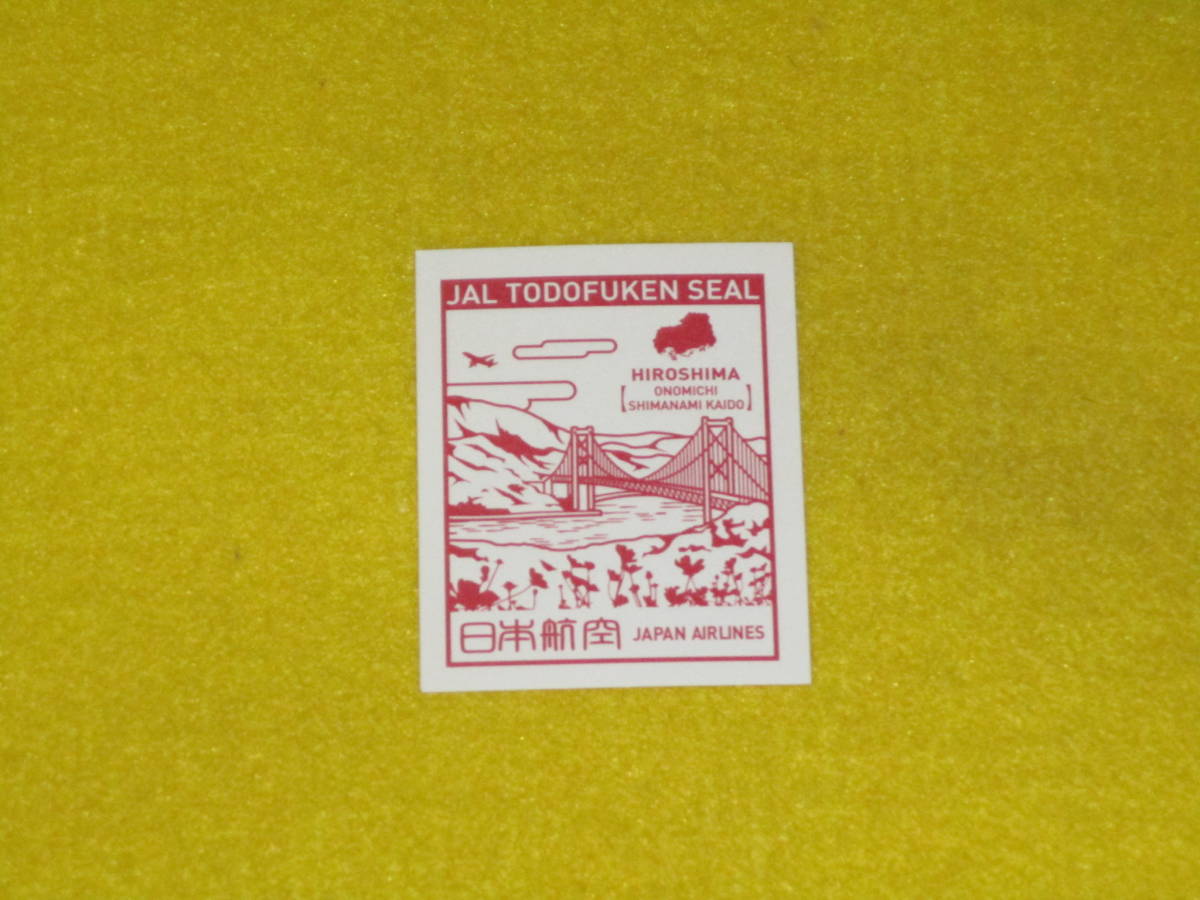 JAL TODOFUKEN SEAL
HIROSHIMA
ONOMICHI
SHIMANAMI KAIDO
日本航空 JAPAN AIRLINES